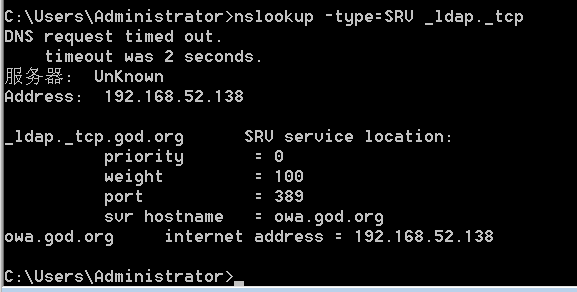 C:\Users\Administrator>nslookup -type=SRV _ldap._tcp
DNS request timed out.
    timeout was 2 seconds.
服务器:  UnKnown
Address:  192.168.52.138

_ldap._tcp.god.org      SRV service location:
          priority       = 0
          weight         = 100
          port           = 389
          svr hostname   = owa.god.org
owa.god.org     internet address = 192.168.52.138

C:\Users\Administrator>